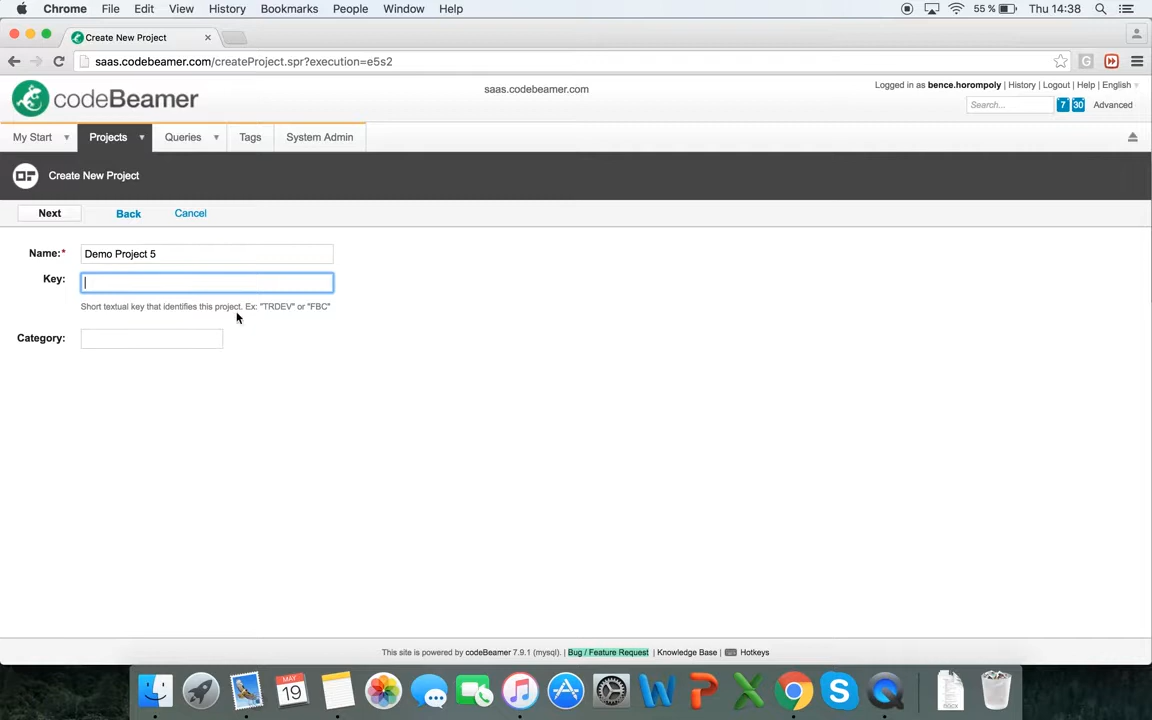 Chrome File Edit View History Bookmarks People Window Help 55 % Thu 14:38
Create New Project
saas.codebeamer.com/createProject.spr?execution=e5s2
codeBeamer
saas.codebeamer.com
Logged in as bence.horompoly | History | Logout | Help | English
Search... 7 30 Advanced
My Start Projects Queries Tags System Admin
Create New Project
Next Back Cancel
Name:* Demo Project 5
Key:
Short textual key that identifies this project. Ex: "TRDEV" or "FBC"
Category:
This site is powered by codeBeamer 7.9.1 (mysql). | Bug / Feature Request | Knowledge Base | Hotkeys
MAY
19
DOCX